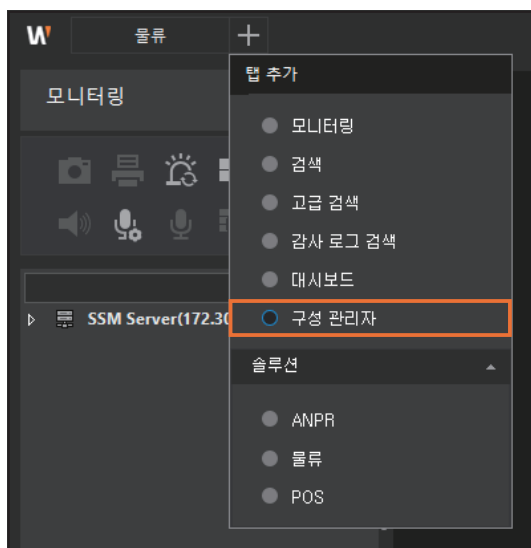 W
물류
탭 추가
모니터링
모니터링
검색
고급 검색
감사 로그 검색
대시보드
SSM Server(172.30
구성 관리자
솔루션
ANPR
물류
POS